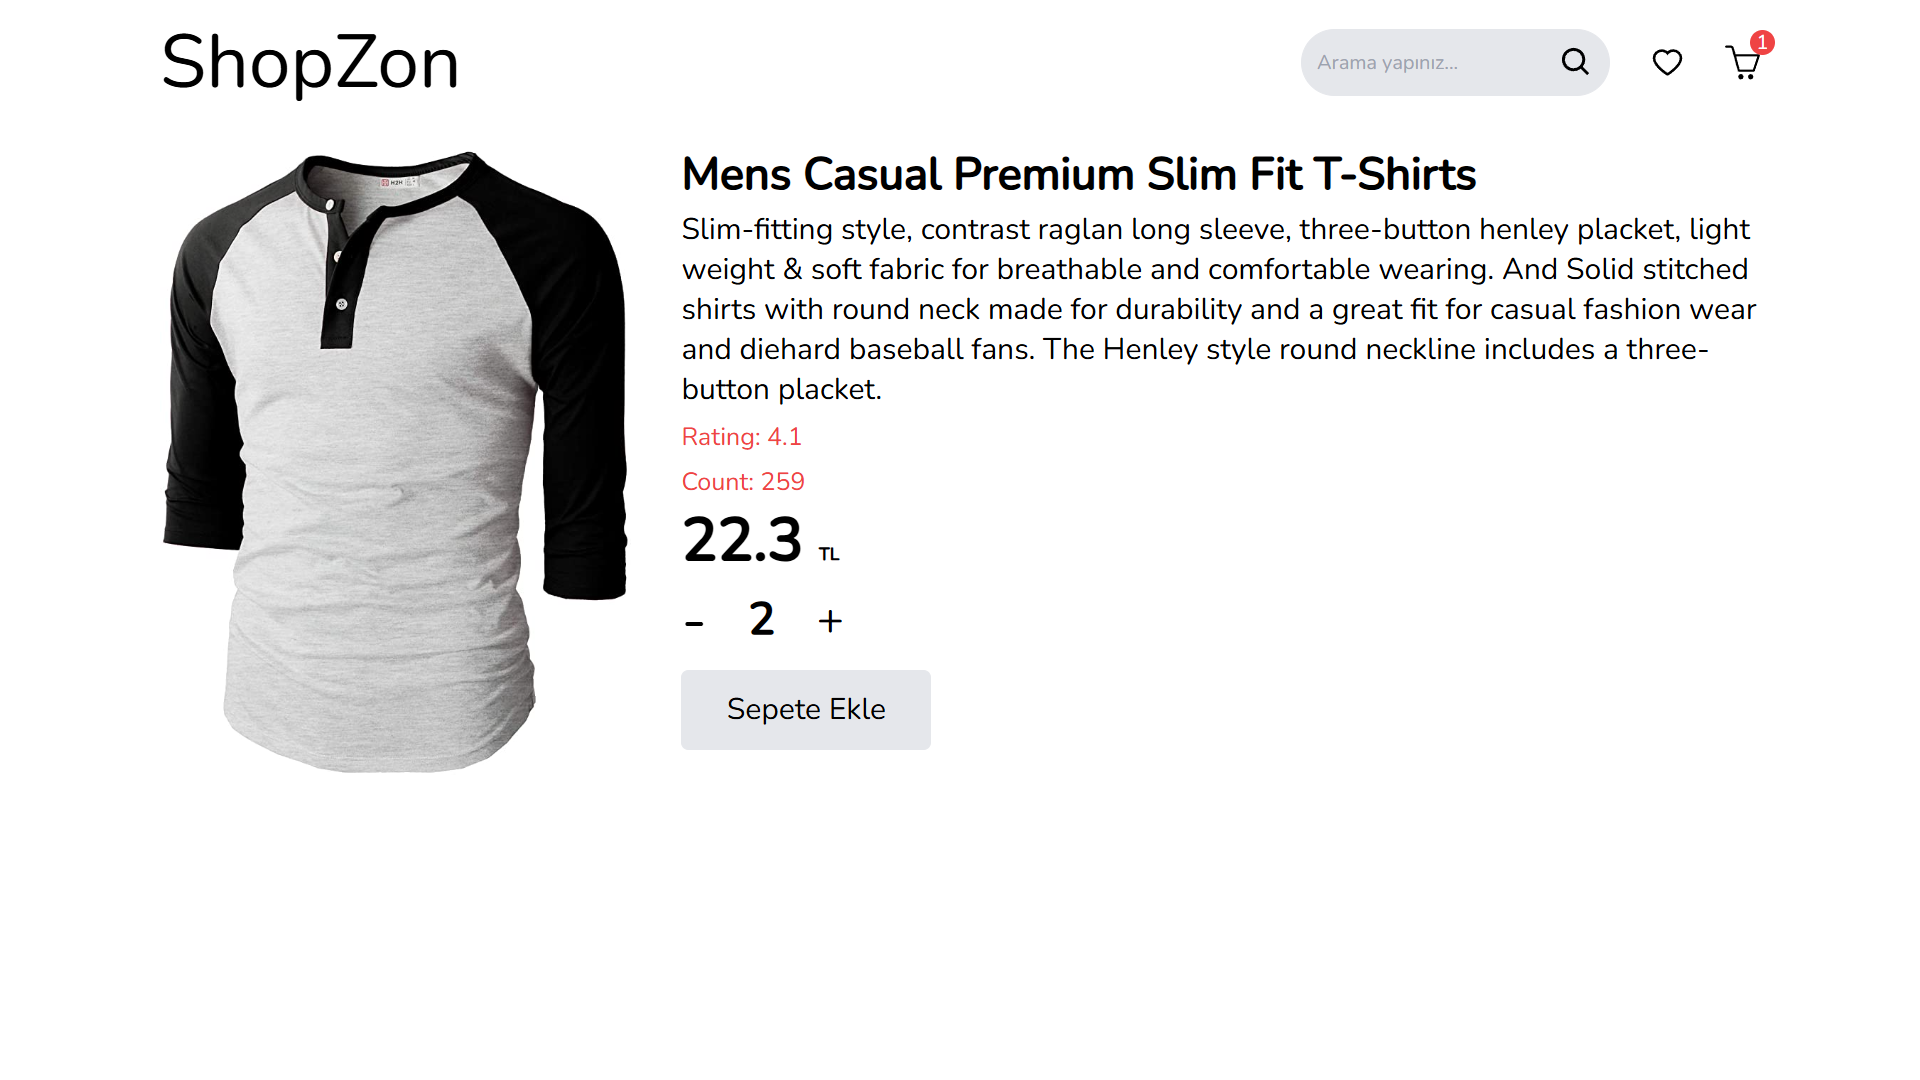 ShopZon
Arama yapınız...
1
H2H
Mens Casual Premium Slim Fit T-Shirts
Slim-fitting style, contrast raglan long sleeve, three-button henley placket, light
weight & soft fabric for breathable and comfortable wearing. And Solid stitched
shirts with round neck made for durability and a great fit for casual fashion wear
and diehard baseball fans. The Henley style round neckline includes a three-
button placket.
Rating: 4.1
Count: 259
22.3 TL
- 2 +
Sepete Ekle